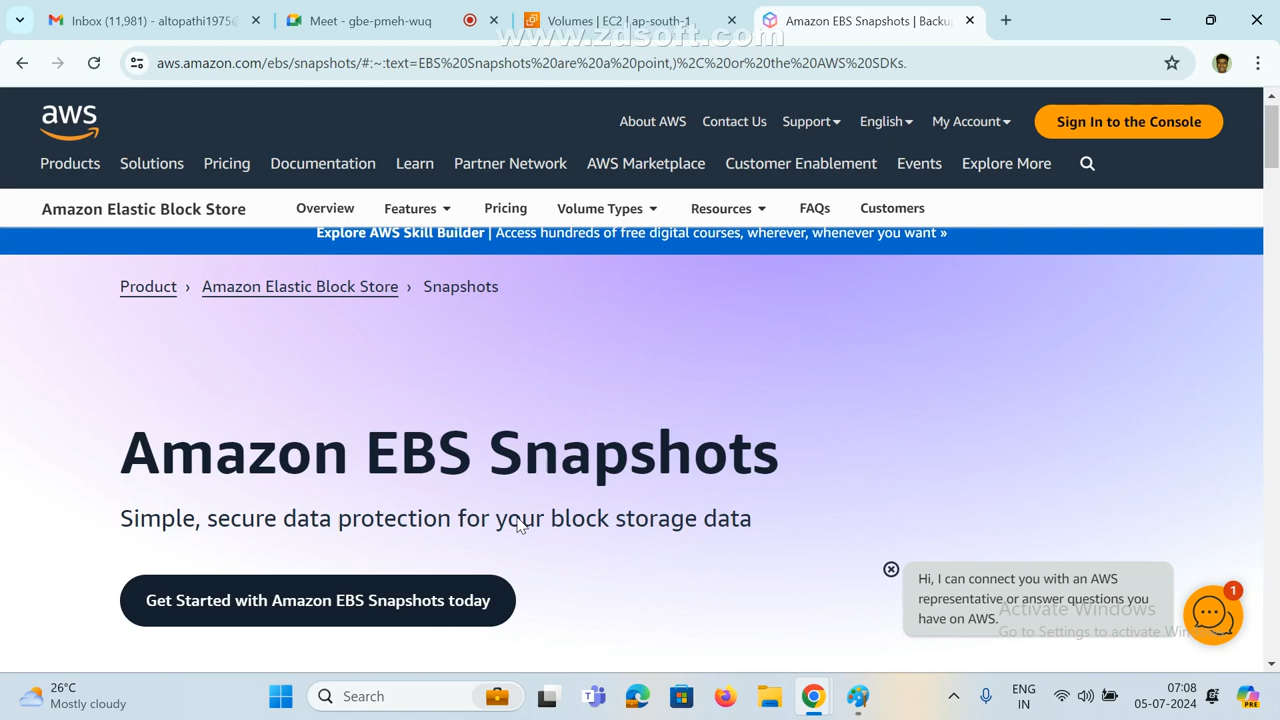 Inbox (11,981) - altopathi1975@
Meet - gbe-pmeh-wuq
Volumes | EC2 | ap-south-1
Amazon EBS Snapshots | Backu
www.zdsoft.com
aws.amazon.com/ebs/snapshots/#:~:text=EBS%20Snapshots%20are%20a%20point,)%2C%20or%20the%20AWS%20SDKs.
aws
About AWS Contact Us Support English My Account Sign In to the Console
Products Solutions Pricing Documentation Learn Partner Network AWS Marketplace Customer Enablement Events Explore More
Amazon Elastic Block Store Overview Features Pricing Volume Types Resources FAQs Customers
Explore AWS Skill Builder | Access hundreds of free digital courses, wherever, whenever you want »
Product › Amazon Elastic Block Store › Snapshots
Amazon EBS Snapshots
Simple, secure data protection for your block storage data
Get Started with Amazon EBS Snapshots today
Hi, I can connect you with an AWS
representative or answer questions you
have on AWS.
1
Activate Windows
Go to Settings to activate Windows.
26°C
Mostly cloudy
Search
ENG
IN
07:08
05-07-2024
PRE